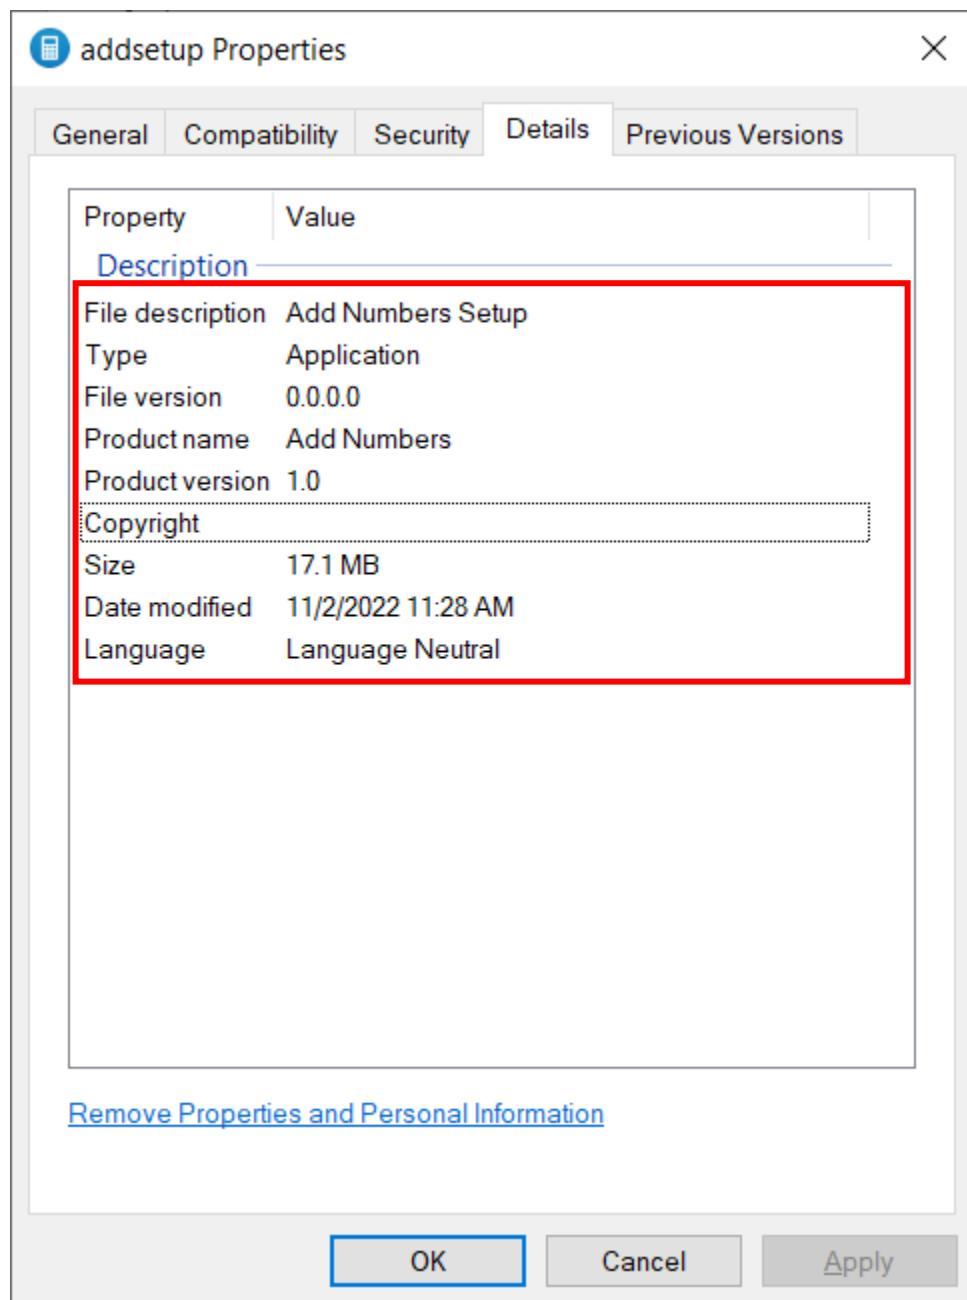 addsetup Properties
General Compatibility Security Details Previous Versions
Property Value
Description
File description Add Numbers Setup
Type Application
File version 0.0.0.0
Product name Add Numbers
Product version 1.0
Copyright
Size 17.1 MB
Date modified 11/2/2022 11:28 AM
Language Language Neutral
Remove Properties and Personal Information
OK Cancel Apply